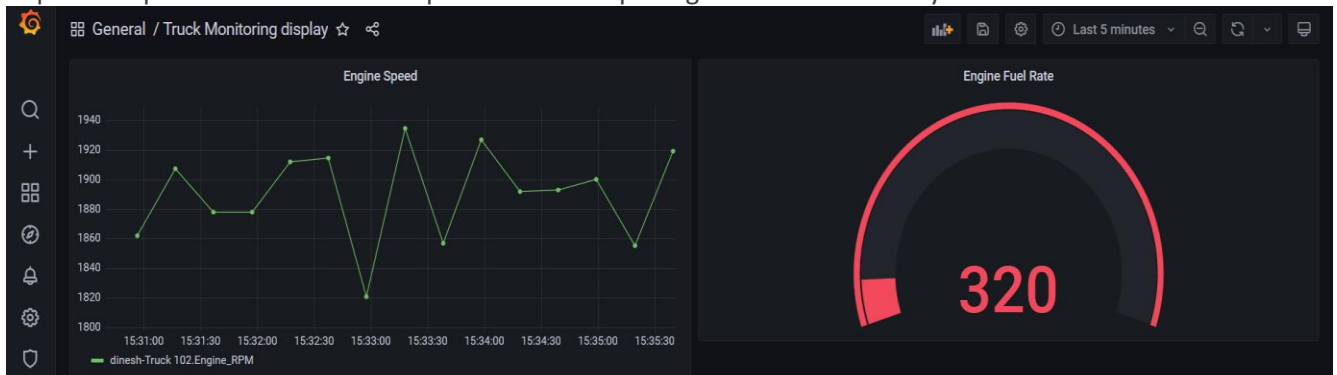 General / Truck Monitoring display
Last 5 minutes
Engine Speed
1940
1920
1900
1880
1860
1840
1820
1800
15:31:00 15:31:30 15:32:00 15:32:30 15:33:00 15:33:30 15:34:00 15:34:30 15:35:00 15:35:30
dinesh-Truck 102.Engine_RPM
Engine Fuel Rate
320